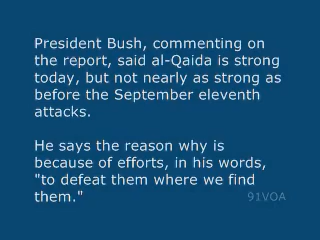 President Bush, commenting on
the report, said al-Qaida is strong
today, but not nearly as strong as
before the September eleventh
attacks.
He says the reason why is
because of efforts, in his words,
"to defeat them where we find
them."
91VOA